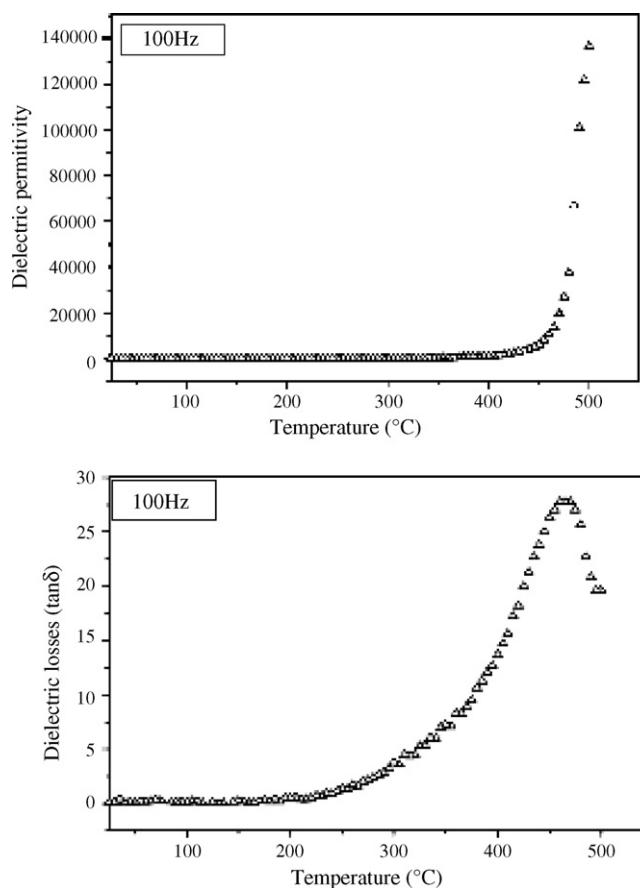 140000
100Hz
120000
100000
80000
60000
40000
20000
0
Dielectric permitivity
100 200 300 400 500
Temperature (°C)
30
100Hz
25
20
15
10
5
0
Dielectric losses (tanδ)
100 200 300 400 500
Temperature (°C)